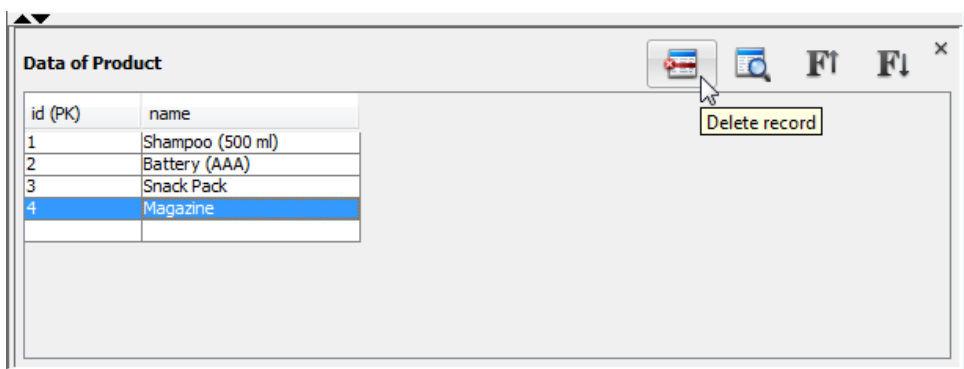 Data of Product
F↑
F↓
×
Delete record
id (PK) name
1 Shampoo (500 ml)
2 Battery (AAA)
3 Snack Pack
4 Magazine